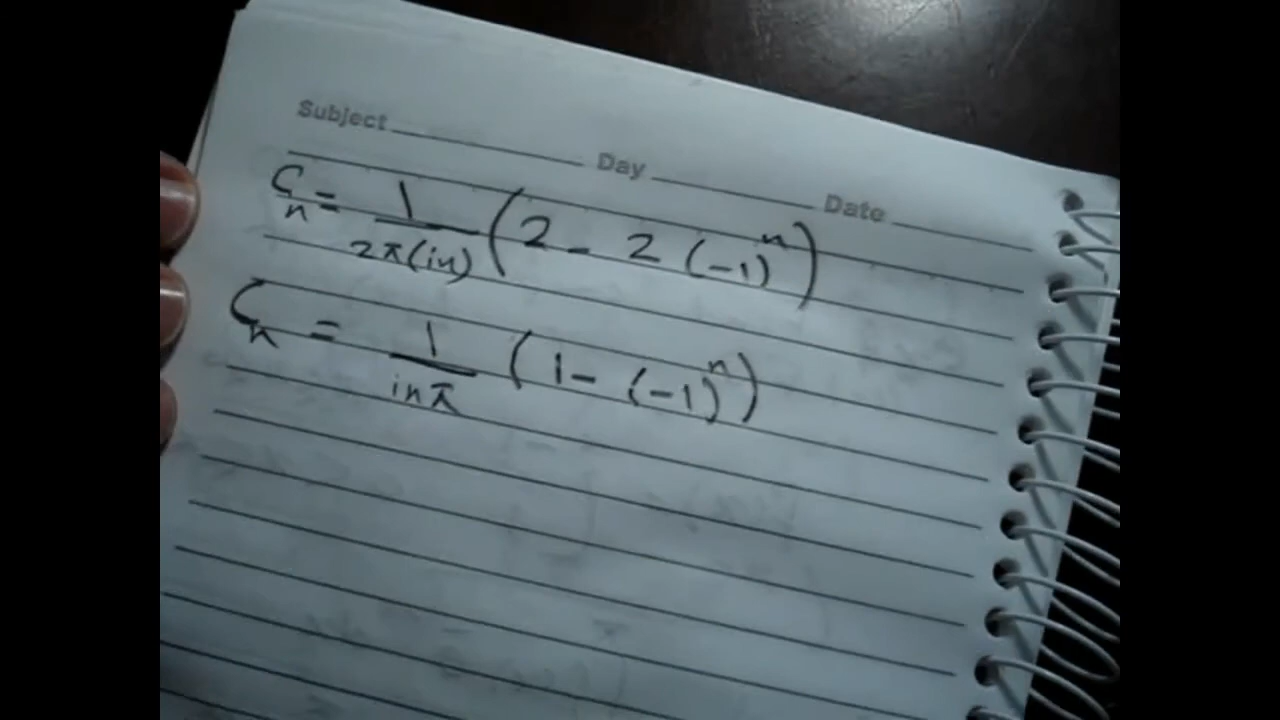 Subject Day Date
Cn = 1/2π(in) (2 - 2(-1)^n)
Cn = 1/inπ (1 - (-1)^n)